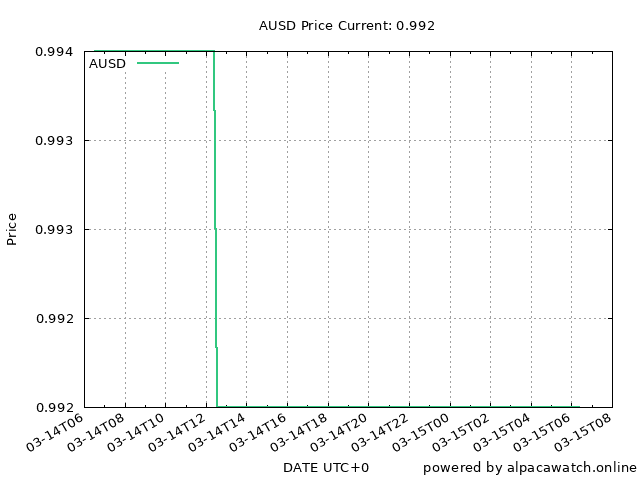 AUSD Price Current: 0.992
0.994
AUSD
0.993
0.993
Price
0.992
0.992
03-14T06 03-14T08 03-14T10 03-14T12 03-14T14 03-14T16 03-14T18 03-14T20 03-14T22 03-15T00 03-15T02 03-15T04 03-15T06 03-15T08
DATE UTC+0
powered by alpacawatch.online